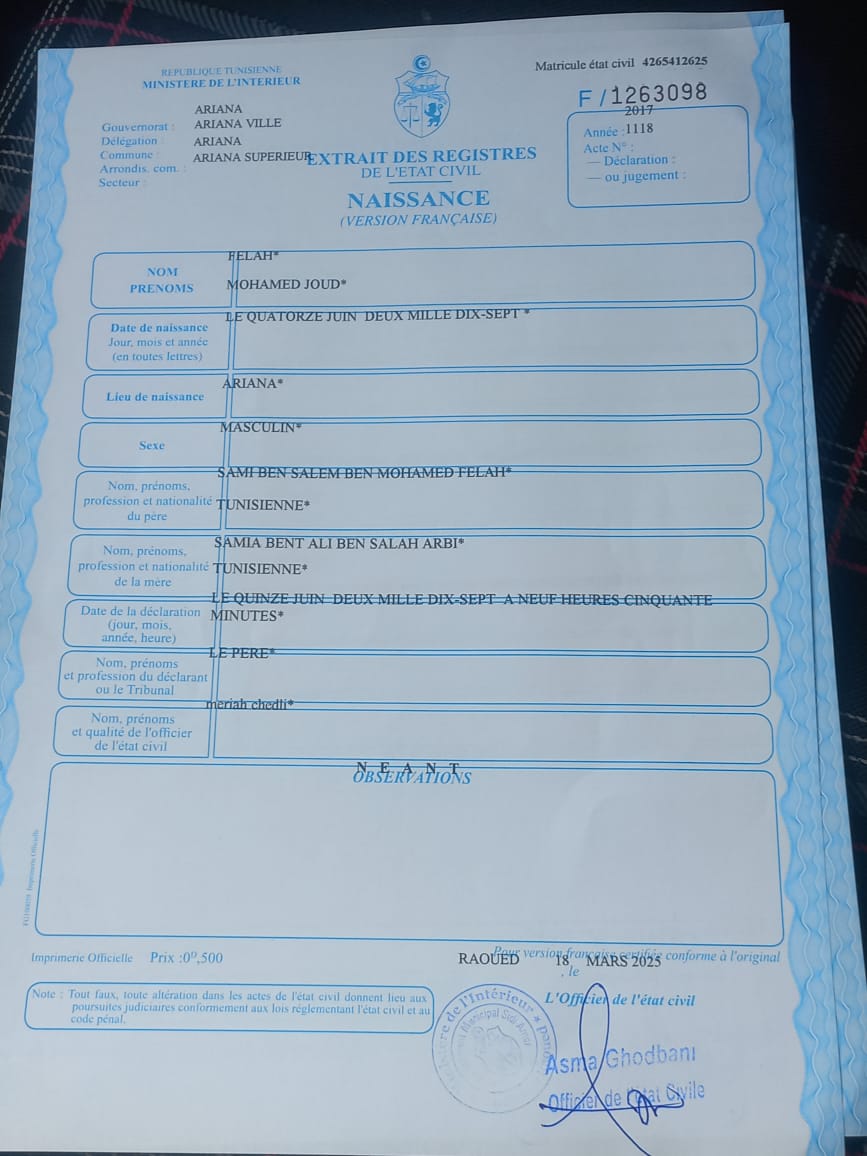 REPUBLIQUE TUNISIENNE
MINISTERE DE L'INTERIEUR
Matricule état civil 4265412625
F/1263098
Gouvernorat : ARIANA
Délégation : ARIANA VILLE
Commune : ARIANA
Arrondis. com. : ARIANA SUPERIEUR
Secteur :
2017
Année : 1118
Acte N° :
— Déclaration :
— ou jugement :
EXTRAIT DES REGISTRES
DE L'ETAT CIVIL
NAISSANCE
(VERSION FRANÇAISE)
NOM
PRENOMS
FELAH*
MOHAMED JOUD*
Date de naissance
Jour, mois et année
(en toutes lettres)
LE QUATORZE JUIN DEUX MILLE DIX-SEPT *
Lieu de naissance
ARIANA*
Sexe
MASCULIN*
Nom, prénoms,
profession et nationalité
du père
SAMI BEN SALEM BEN MOHAMED FELAH*
TUNISIENNE*
Nom, prénoms,
profession et nationalité
de la mère
SAMIA BENT ALI BEN SALAH ARBI*
TUNISIENNE*
Date de la déclaration
(jour, mois,
année, heure)
LE QUINZE JUIN DEUX MILLE DIX-SEPT A NEUF HEURES CINQUANTE
MINUTES*
Nom, prénoms
et profession du déclarant
ou le Tribunal
LE PERE*
Nom, prénoms
et qualité de l'officier
de l'état civil
meriah chedli*
N E A N T
OBSERVATIONS
Imprimerie Officielle Prix :0⁰,500
Pour version française certifiée conforme à l'original
RAOUED 18 MARS 2025
, le
Note : Tout faux, toute altération dans les actes de l'état civil donnent lieu aux
poursuites judiciaires conformement aux lois réglementant l'état civil et au
code pénal.
L'Officier de l'état civil
Asma Ghodbani
Officier de l'Etat Civile